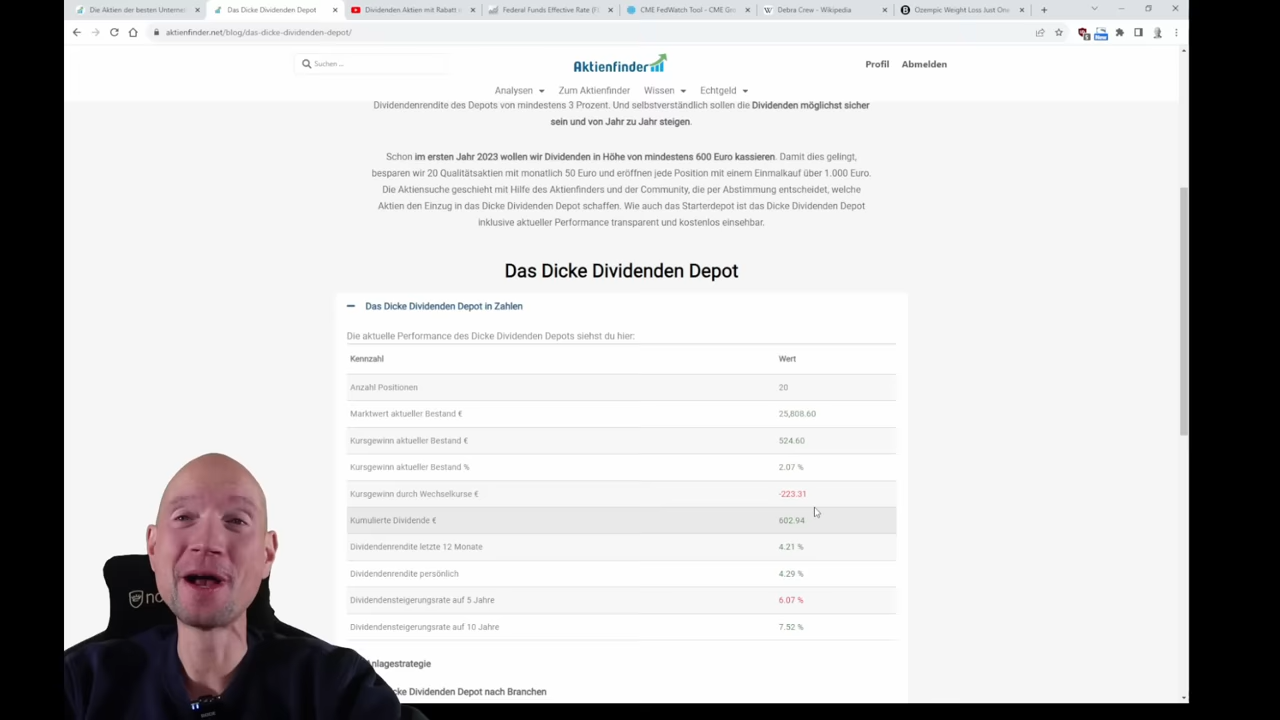 Die Aktien der besten Unterne
Das Dicke Dividenden Depot
Dividenden Aktien mit Rabatt
Federal Funds Effective Rate (F
CME FedWatch Tool - CME Gro
Debra Crew - Wikipedia
Ozempic Weight Loss Just One
aktienfinder.net/blog/das-dicke-dividenden-depot/
New
Suchen ...
Aktienfinder
Profil
Abmelden
Analysen
Zum Aktienfinder
Wissen
Echtgeld
Dividendenrendite des Depots von mindestens 3 Prozent. Und selbstverständlich sollen die Dividenden möglichst sicher
sein und von Jahr zu Jahr steigen.
Schon im ersten Jahr 2023 wollen wir Dividenden in Höhe von mindestens 600 Euro kassieren. Damit dies gelingt,
besparen wir 20 Qualitätsaktien mit monatlich 50 Euro und eröffnen jede Position mit einem Einmalkauf über 1.000 Euro.
Die Aktiensuche geschieht mit Hilfe des Aktienfinders und der Community, die per Abstimmung entscheidet, welche
Aktien den Einzug in das Dicke Dividenden Depot schaffen. Wie auch das Starterdepot ist das Dicke Dividenden Depot
inklusive aktueller Performance transparent und kostenlos einsehbar.
Das Dicke Dividenden Depot
Das Dicke Dividenden Depot in Zahlen
Die aktuelle Performance des Dicke Dividenden Depots siehst du hier:
Kennzahl Wert
Anzahl Positionen 20
Marktwert aktueller Bestand € 25,808.60
Kursgewinn aktueller Bestand € 524.60
Kursgewinn aktueller Bestand % 2.07 %
Kursgewinn durch Wechselkurse € -223.31
Kumulierte Dividende € 602.94
Dividendenrendite letzte 12 Monate 4.21 %
Dividendenrendite persönlich 4.29 %
Dividendensteigerungsrate auf 5 Jahre 6.07 %
Dividendensteigerungsrate auf 10 Jahre 7.52 %
nlagestrategie
cke Dividenden Depot nach Branchen
no